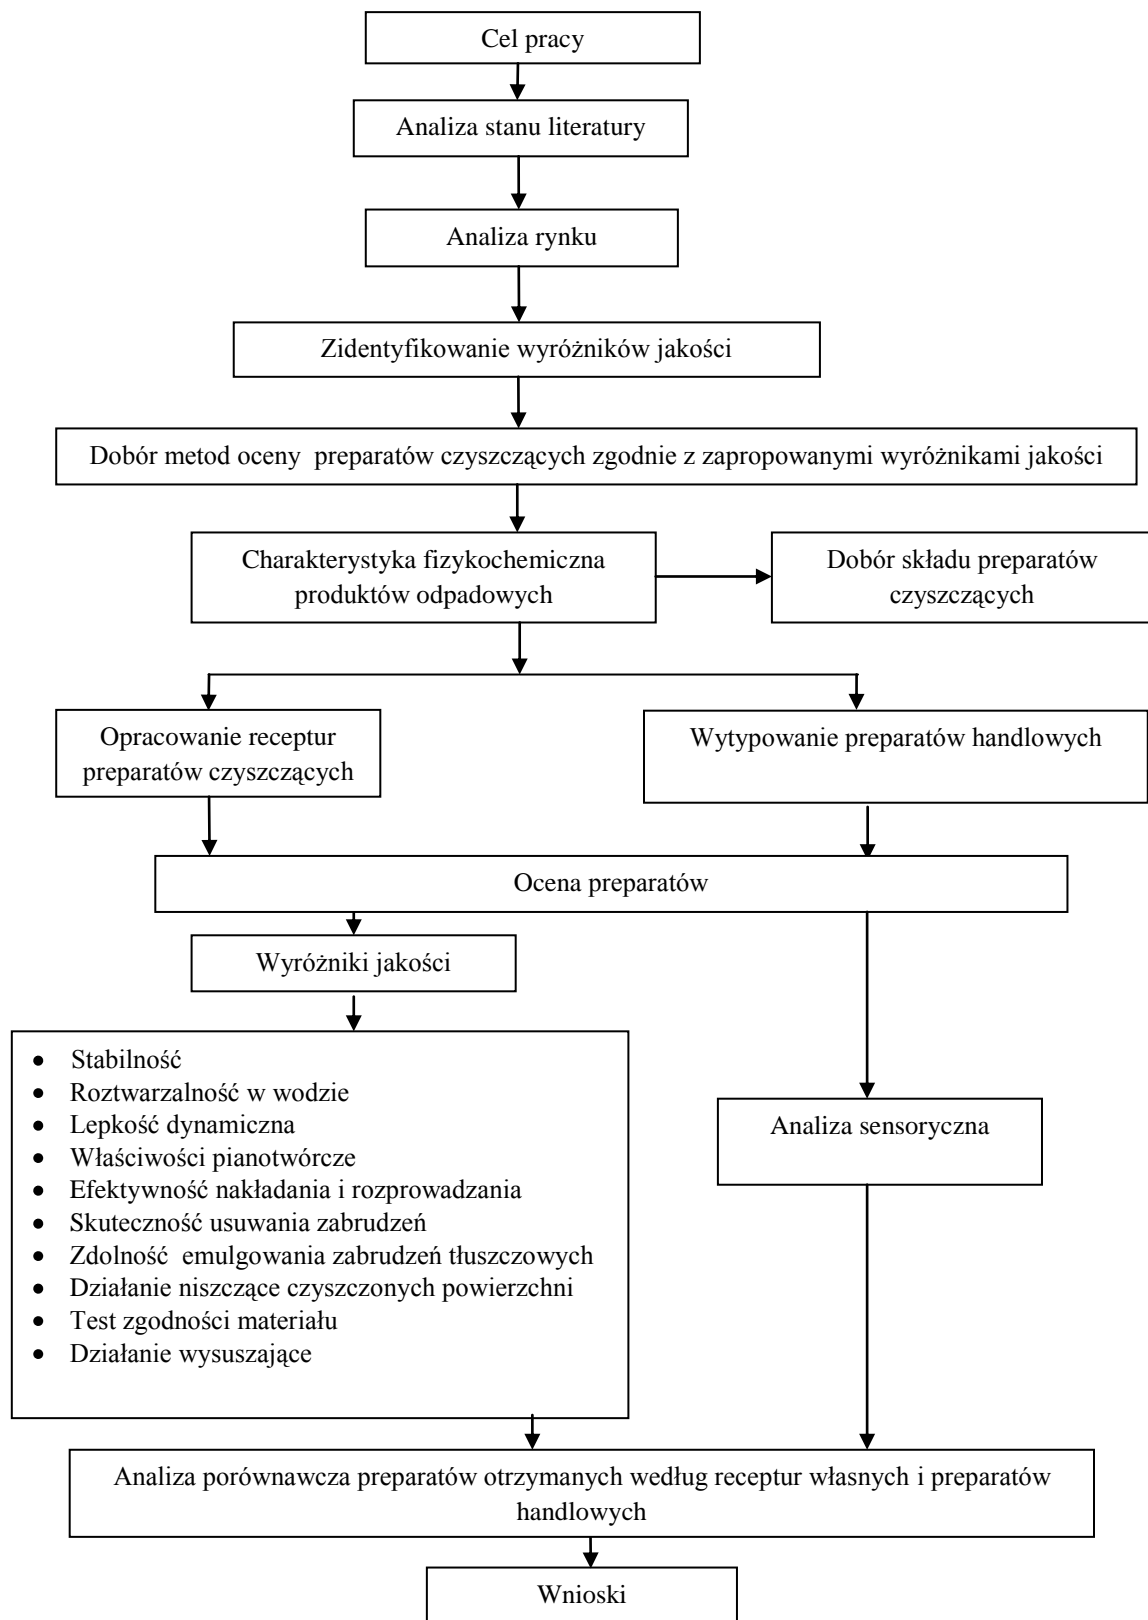 Cel pracy
Analiza stanu literatury
Analiza rynku
Zidentyfikowanie wyróżników jakości
Dobór metod oceny  preparatów czyszczących zgodnie z zapropowanymi wyróżnikami jakości
Charakterystyka fizykochemiczna
produktów odpadowych
Dobór składu preparatów
czyszczących
Opracowanie receptur
preparatów czyszczących
Wytypowanie preparatów handlowych
Ocena preparatów
Wyróżniki jakości
• Stabilność
• Roztwarzalność w wodzie
• Lepkość dynamiczna
• Właściwości pianotwórcze
• Efektywność nakładania i rozprowadzania
• Skuteczność usuwania zabrudzeń
• Zdolność  emulgowania zabrudzeń tłuszczowych
• Działanie niszczące czyszczonych powierzchni
• Test zgodności materiału
• Działanie wysuszające
Analiza sensoryczna
Analiza porównawcza preparatów otrzymanych według receptur własnych i preparatów
handlowych
Wnioski